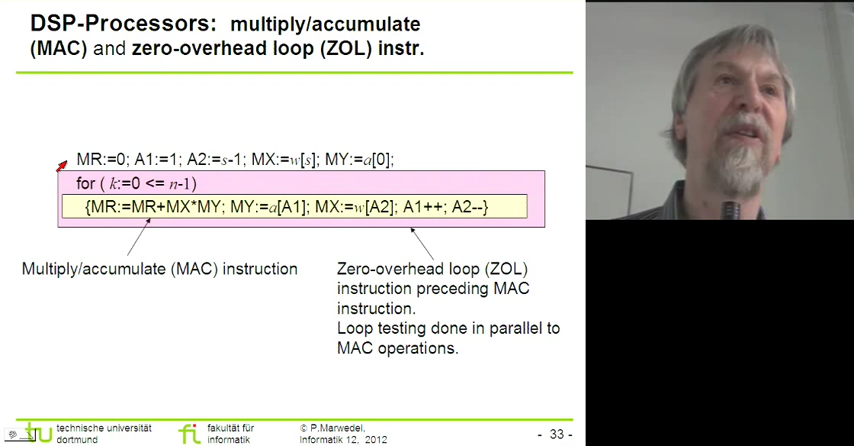 DSP-Processors: multiply/accumulate
(MAC) and zero-overhead loop (ZOL) instr.
MR:=0; A1:=1; A2:=s-1; MX:=w[s]; MY:=a[0];
for ( k:=0 <= n-1)
{MR:=MR+MX*MY; MY:=a[A1]; MX:=w[A2]; A1++; A2--}
Multiply/accumulate (MAC) instruction
Zero-overhead loop (ZOL)
instruction preceding MAC
instruction.
Loop testing done in parallel to
MAC operations.
tu
technische universität
dortmund
fi
fakultät für
informatik
© P.Marwedel,
Informatik 12, 2012
- 33 -